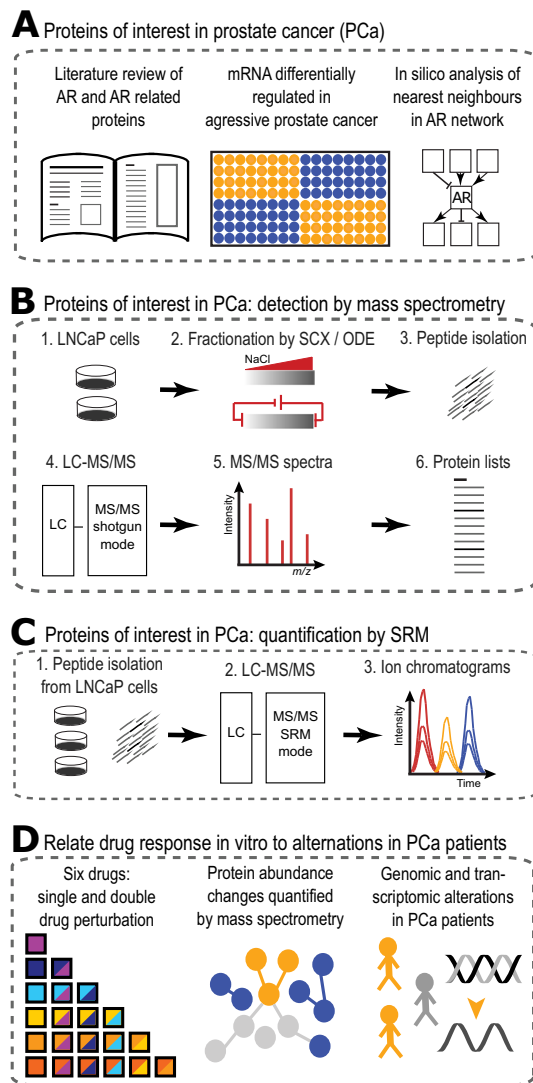 A Proteins of interest in prostate cancer (PCa)
Literature review of
AR and AR related
proteins
mRNA differentially
regulated in
agressive prostate cancer
In silico analysis of
nearest neighbours
in AR network
AR
B Proteins of interest in PCa: detection by mass spectrometry
1. LNCaP cells
2. Fractionation by SCX / ODE
3. Peptide isolation
NaCl
4. LC-MS/MS
5. MS/MS spectra
6. Protein lists
LC
MS/MS
shotgun
mode
Intensity
m/z
C Proteins of interest in PCa: quantification by SRM
1. Peptide isolation
from LNCaP cells
2. LC-MS/MS
3. Ion chromatograms
LC
MS/MS
SRM
mode
Intensity
Time
D Relate drug response in vitro to alternations in PCa patients
Six drugs:
single and double
drug perturbation
Protein abundance
changes quantified
by mass spectrometry
Genomic and tran-
scriptomic alterations
in PCa patients